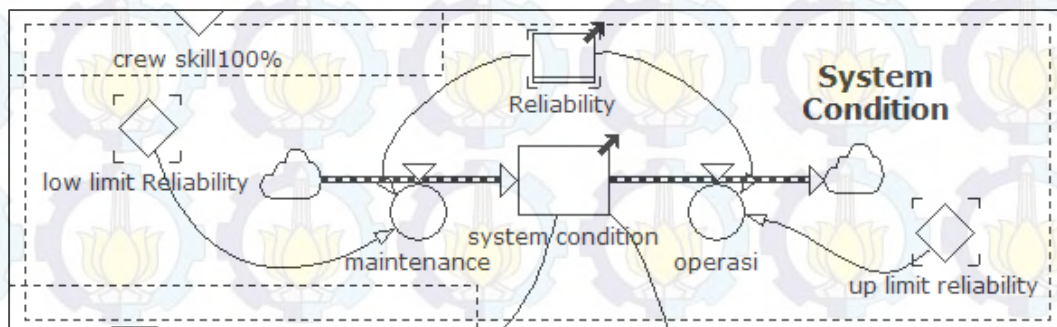 crew skill100%
Reliability
System
Condition
low limit Reliability
system condition
maintenance
operasi
up limit reliability